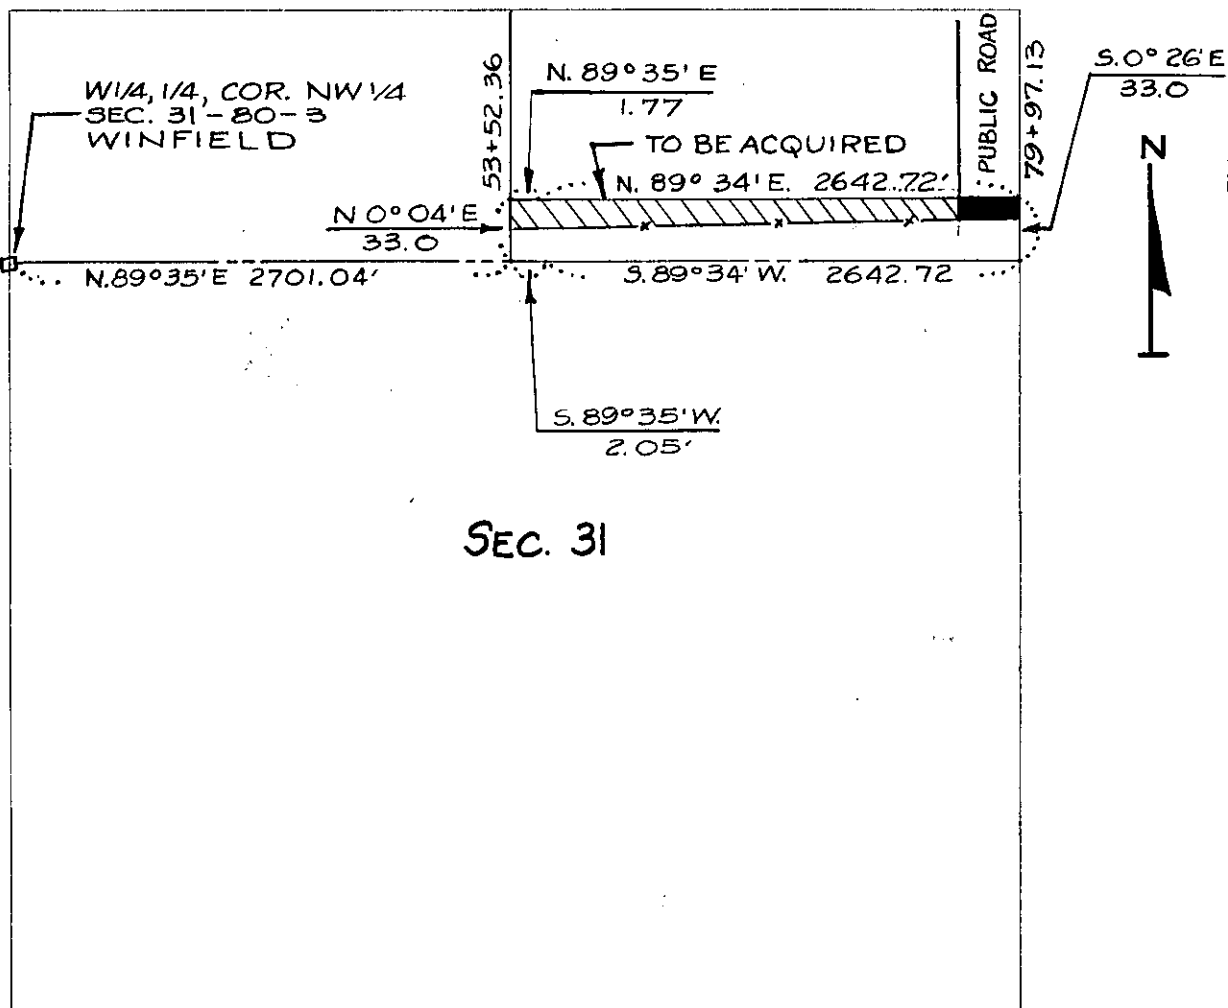 W1/4, 1/4, COR. NW 1/4
SEC. 31-80-3
WINFIELD
53+52.36
N. 89° 35' E
1.77
TO BE ACQUIRED
N. 89° 34' E. 2642.72'
PUBLIC ROAD
79+97.13
S. 0° 26' E
33.0
N
N 0° 04' E
33.0
N. 89° 35' E 2701.04'
S. 89° 34' W. 2642.72
S. 89° 35' W.
2.05'
SEC. 31